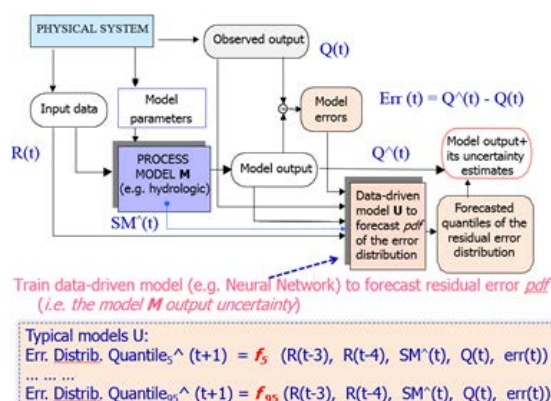 PHYSICAL SYSTEM
Observed output
Q(t)
Input data
Model
parameters
Model
errors
Err (t) = Q^(t) - Q(t)
R(t)
PROCESS
MODEL M
(e.g. hydrologic)
Model output
Q^(t)
Model output+
its uncertainty
estimates
SM^(t)
Data-driven
model U to
forecast pdf
of the error
distribution
Forecasted
quantiles of the
residual error
distribution
Train data-driven model (e.g. Neural Network) to forecast residual error pdf
(i.e. the model M output uncertainty)
Typical models U:
Err. Distrib. Quantile5^ (t+1) = f5 (R(t-3), R(t-4), SM^(t), Q(t), err(t))
... ... ...
Err. Distrib. Quantile95^ (t+1) = f95 (R(t-3), R(t-4), SM^(t), Q(t), err(t))